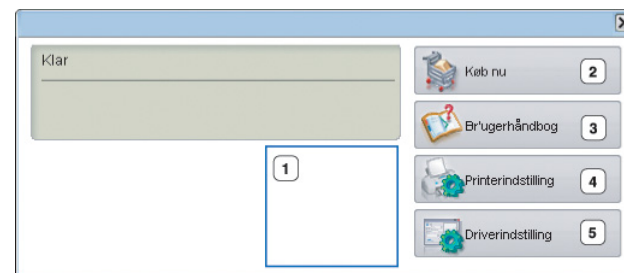 Klar
Køb nu 2
Br'ugerhåndbog 3
1
Printerindstilling 4
Driverindstilling 5